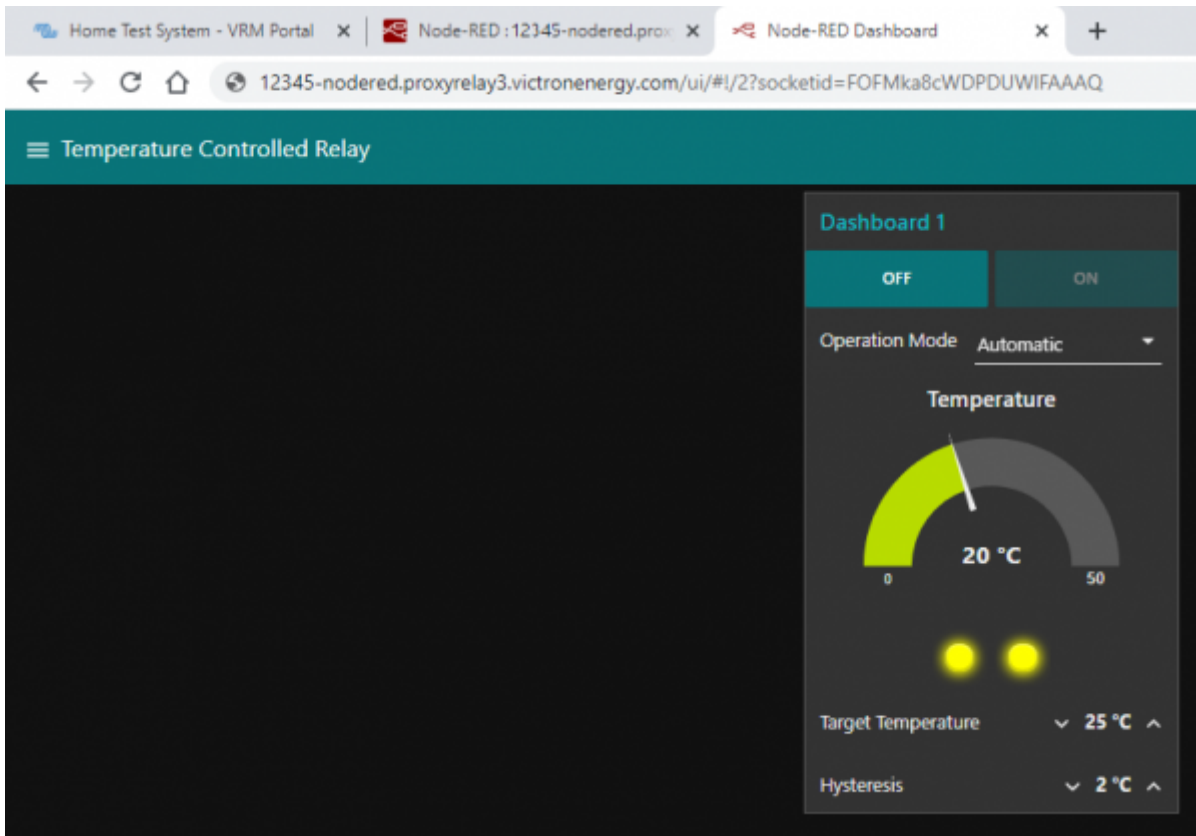 Home Test System - VRM Portal
Node-RED : 12345-nodered.prox
Node-RED Dashboard
12345-nodered.proxyrelay3.victronenergy.com/ui/#!/2?socketid=FOFMka8cWDPDUWIFAAAQ
Temperature Controlled Relay
Dashboard 1
OFF ON
Operation Mode Automatic
Temperature
20 °C
0 50
Target Temperature 25 °C
Hysteresis 2 °C